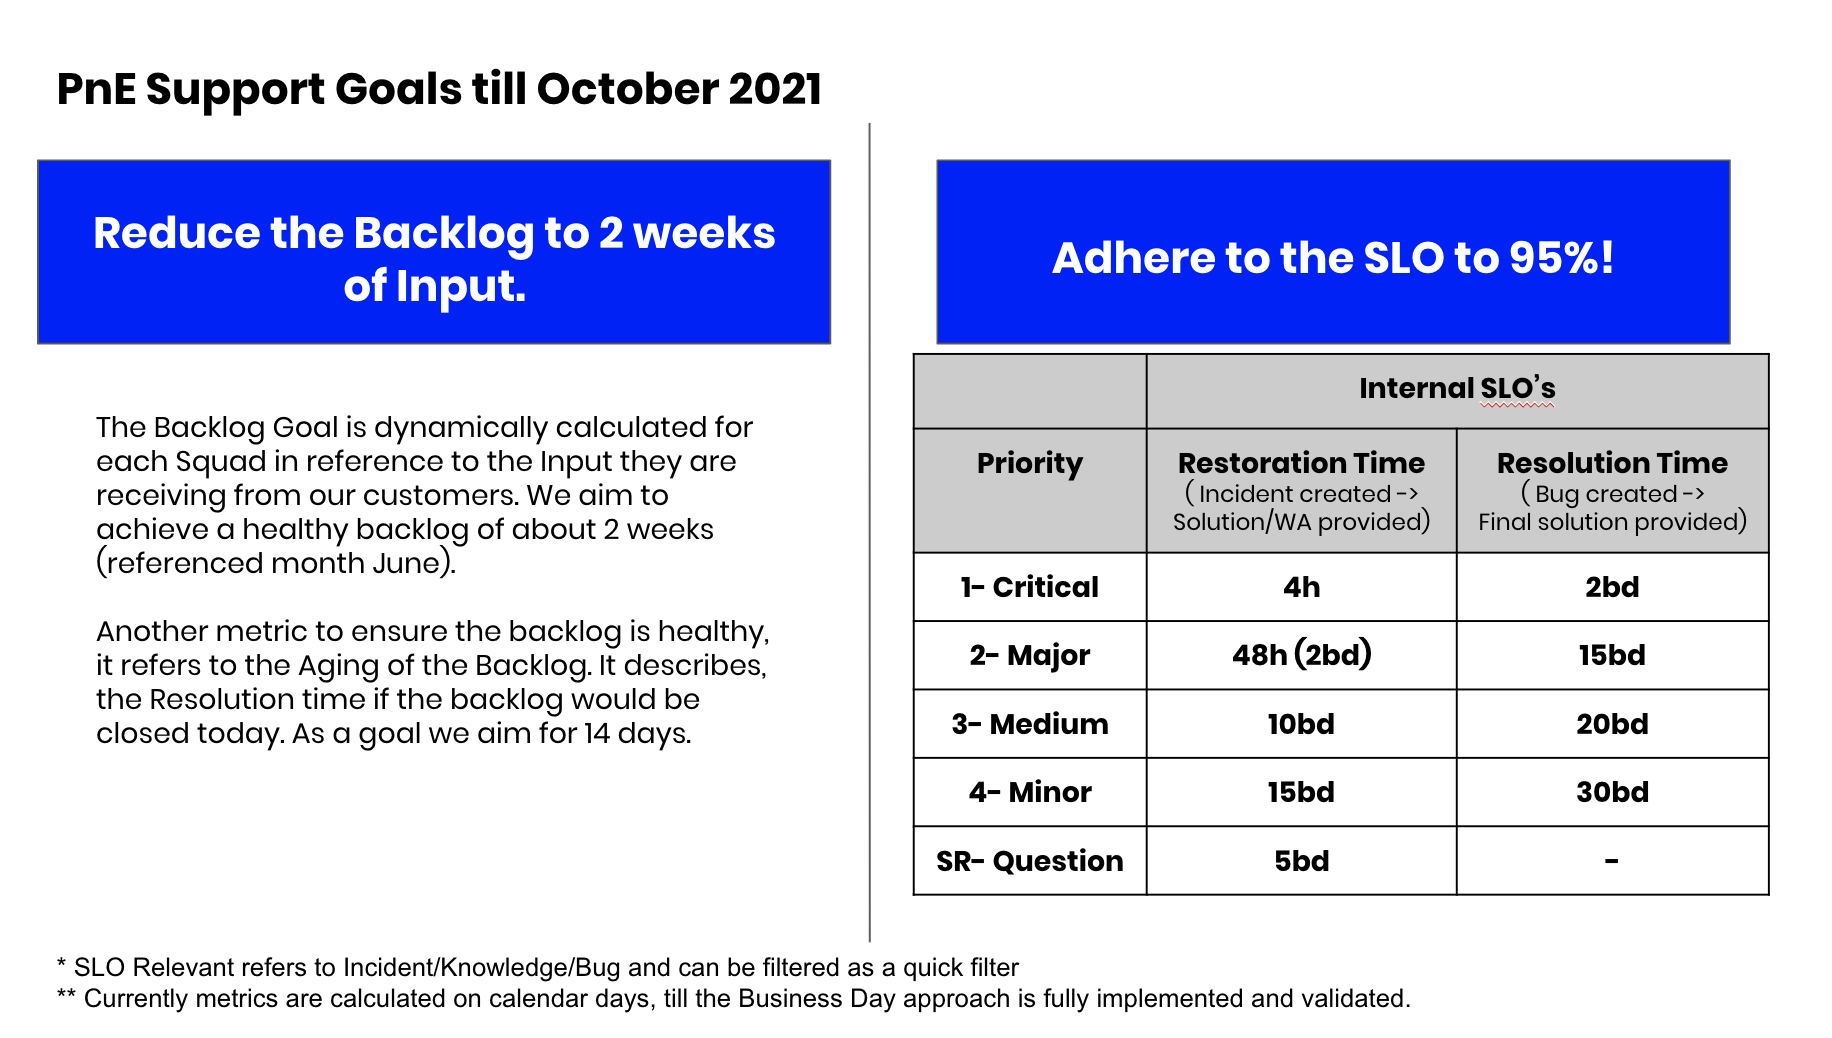 PnE Support Goals till October 2021
Reduce the Backlog to 2 weeks
of Input.
The Backlog Goal is dynamically calculated for
each Squad in reference to the Input they are
receiving from our customers. We aim to
achieve a healthy backlog of about 2 weeks
(referenced month June).
Another metric to ensure the backlog is healthy,
it refers to the Aging of the Backlog. It describes,
the Resolution time if the backlog would be
closed today. As a goal we aim for 14 days.
Adhere to the SLO to 95%!
Internal SLO’s
Priority
Restoration Time
( Incident created ->
Solution/WA provided)
Resolution Time
( Bug created ->
Final solution provided)
1- Critical
4h
2bd
2- Major
48h (2bd)
15bd
3- Medium
10bd
20bd
4- Minor
15bd
30bd
SR- Question
5bd
-
* SLO Relevant refers to Incident/Knowledge/Bug and can be filtered as a quick filter
** Currently metrics are calculated on calendar days, till the Business Day approach is fully implemented and validated.